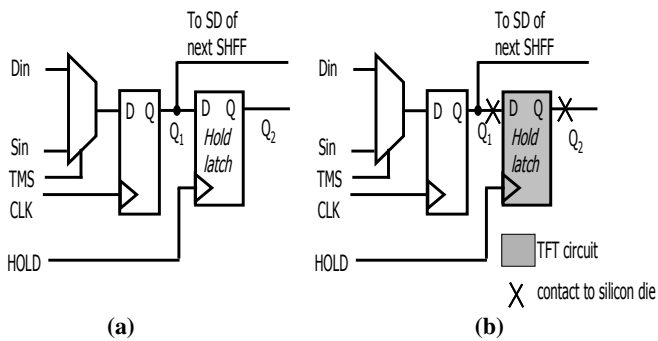 To SD of
next SHFF
Din
D Q
D Q
Q1
Hold
latch
Q2
Sin
TMS
CLK
HOLD
(a)
To SD of
next SHFF
Din
D Q
D Q
Q1
Hold
latch
Q2
Sin
TMS
CLK
HOLD
TFT circuit
contact to silicon die
(b)